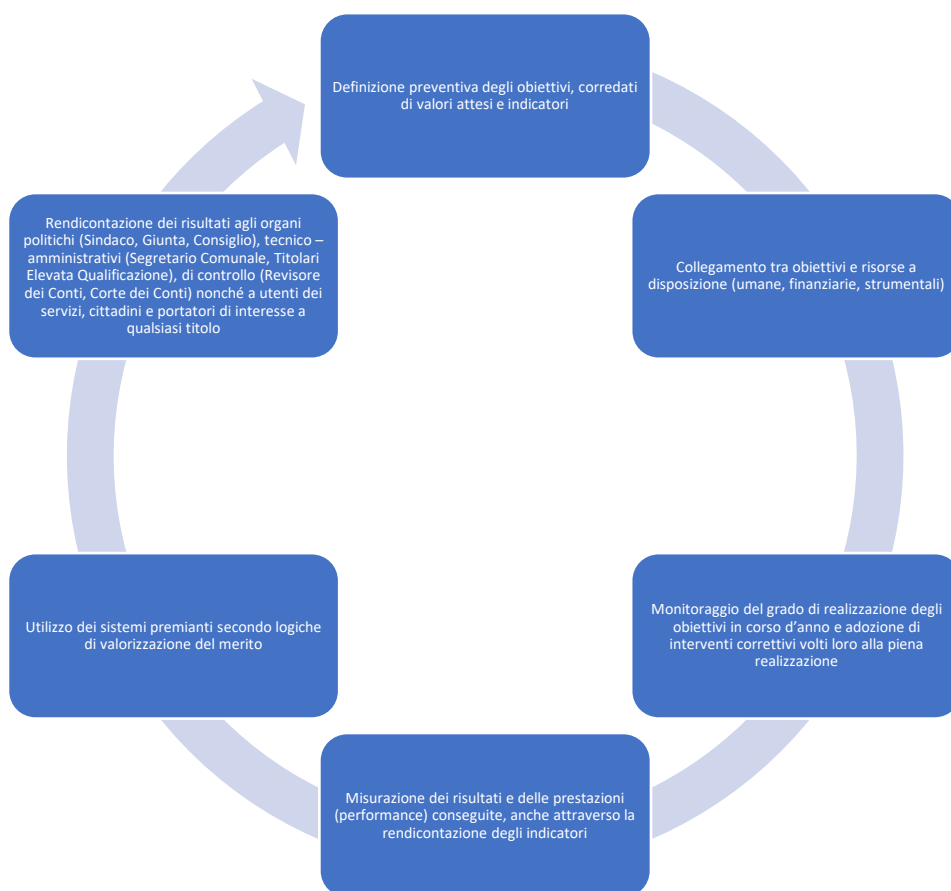 Definizione preventiva degli obiettivi, corredati
di valori attesi e indicatori
Collegamento tra obiettivi e risorse a
disposizione (umane, finanziarie, strumentali)
Monitoraggio del grado di realizzazione degli
obiettivi in corso d’anno e adozione di
interventi correttivi volti loro alla piena
realizzazione
Misurazione dei risultati e delle prestazioni
(performance) conseguite, anche attraverso la
rendicontazione degli indicatori
Utilizzo dei sistemi premianti secondo logiche
di valorizzazione del merito
Rendicontazione dei risultati agli organi
politici (Sindaco, Giunta, Consiglio), tecnico –
amministrativi (Segretario Comunale, Titolari
Elevata Qualificazione), di controllo (Revisore
dei Conti, Corte dei Conti) nonché a utenti dei
servizi, cittadini e portatori di interesse a
qualsiasi titolo